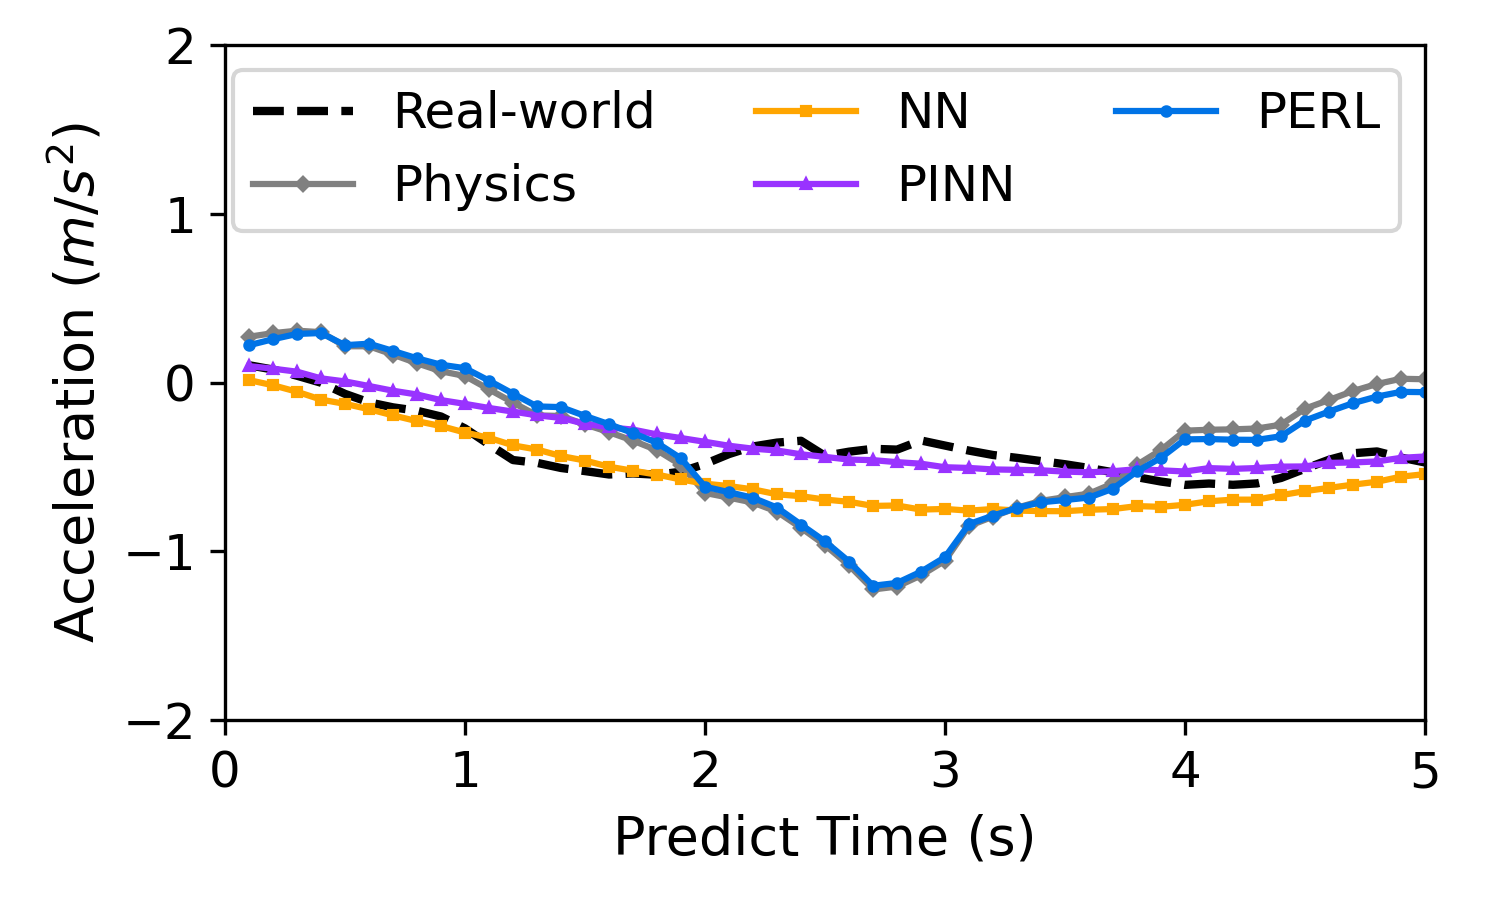 2
1
0
−1
−2
Acceleration (m/s²)
Real-world
Physics
NN
PINN
PERL
0 1 2 3 4 5
Predict Time (s)